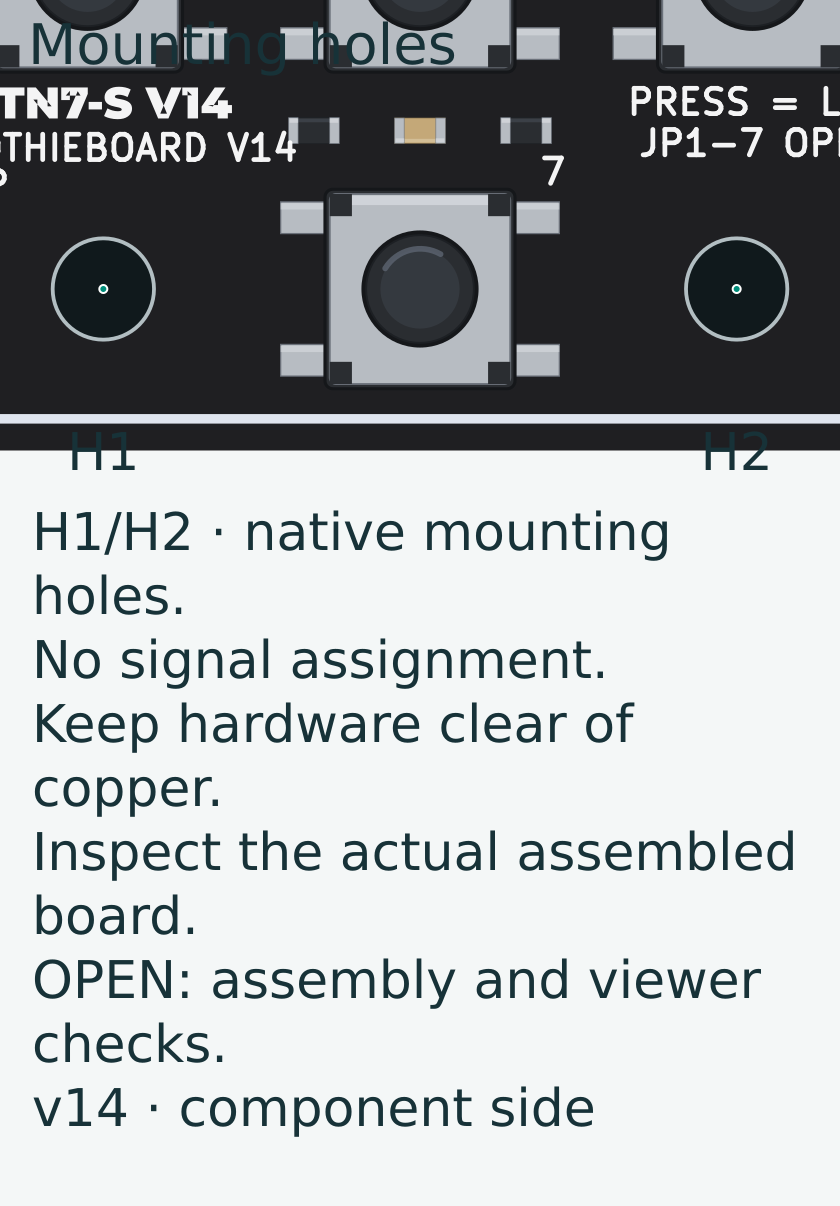 Mounting holes
TN7-S V14
THIEBOARD V14
PRESS = L
JP1-7 OP
7
H1
H2
H1/H2 · native mounting
holes.
No signal assignment.
Keep hardware clear of
copper.
Inspect the actual assembled
board.
OPEN: assembly and viewer
checks.
v14 · component side